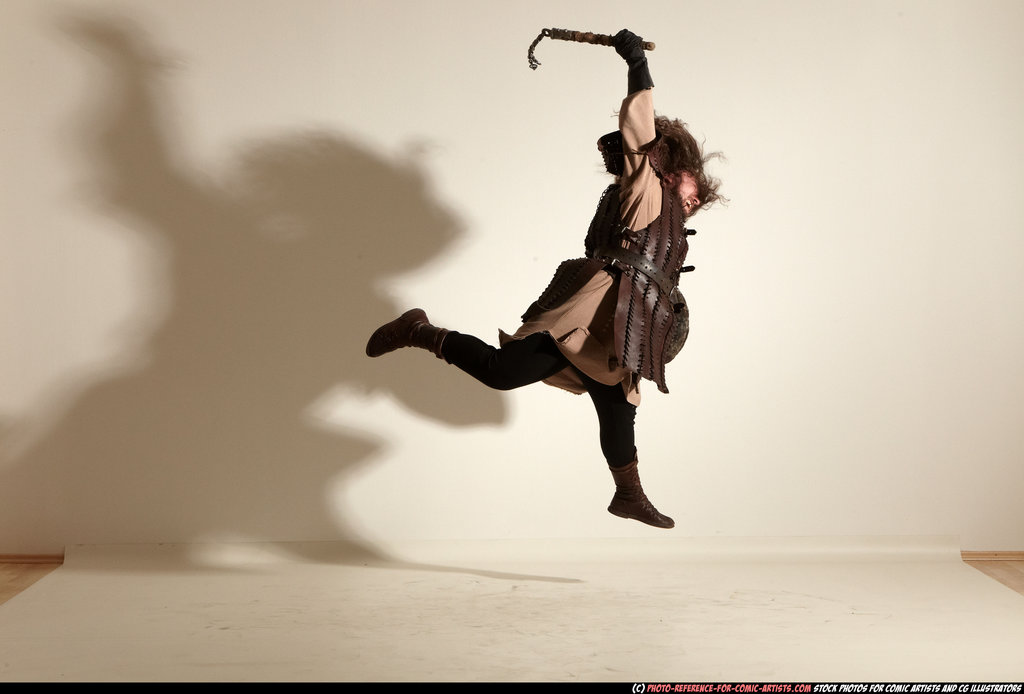 (C) PHOTO-REFERENCE-FOR-COMIC-ARTISTS.COM STOCK PHOTOS FOR COMIC ARTISTS AND CG ILLUSTRATORS